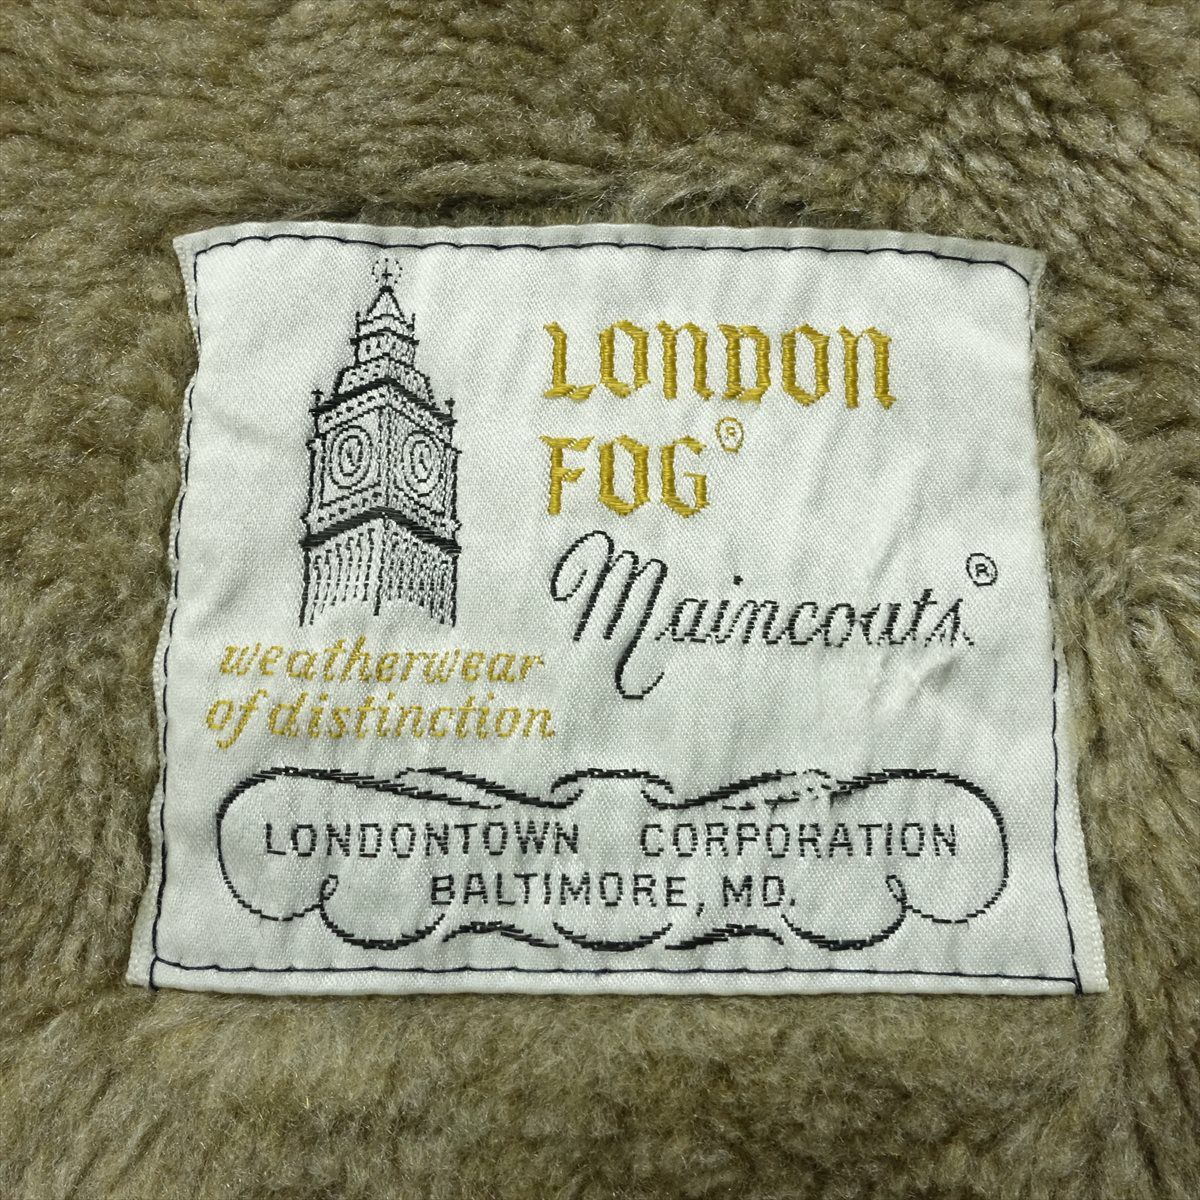 LONDON
FOG®
Maincoats®
weatherwear
of distinction
LONDONTOWN CORPORATION
BALTIMORE, MD.